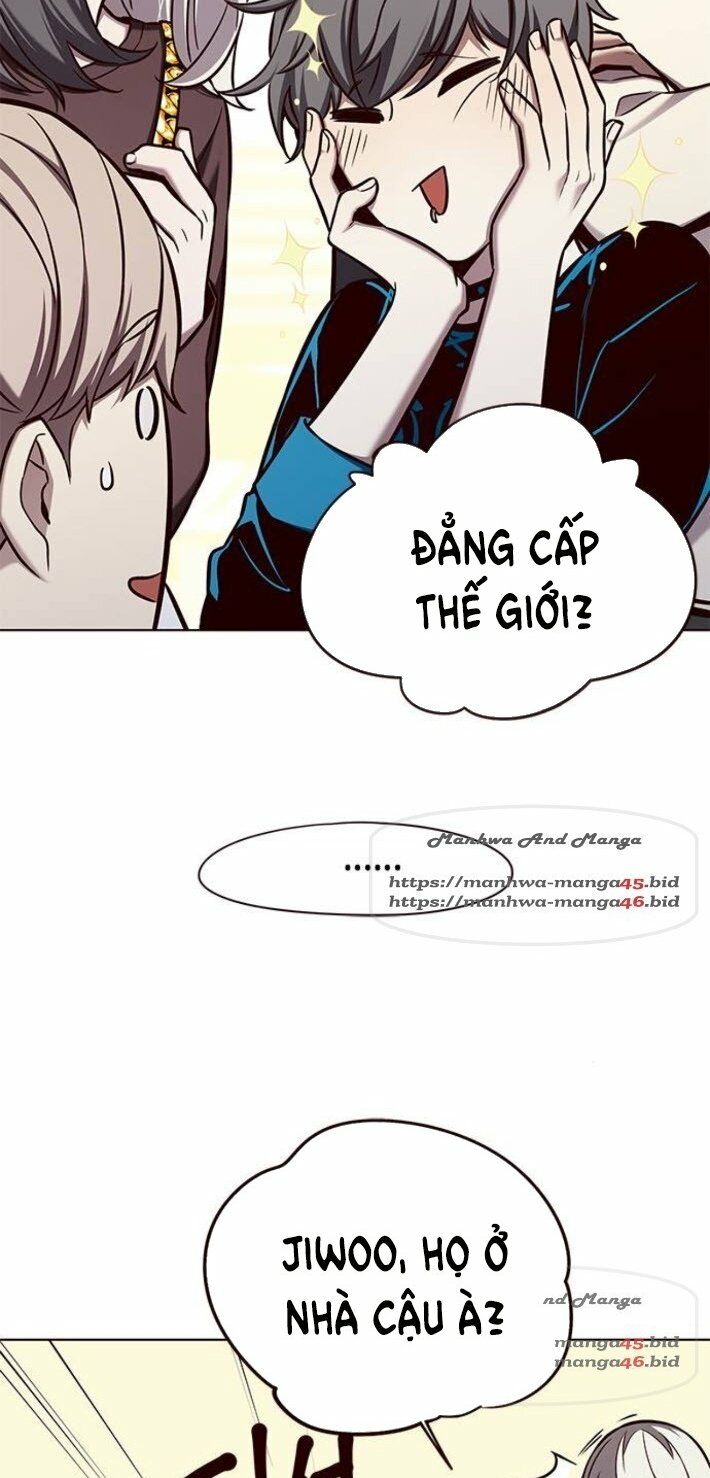 ĐẲNG CẤP
THẾ GIỚI?
......
Manhwa And Manga
https://manhwa-manga45.bid
https://manhwa-manga46.bid
JIWOO, HỌ Ở
NHÀ CẬU À?
nd Manga
manga45.bid
manga46.bid